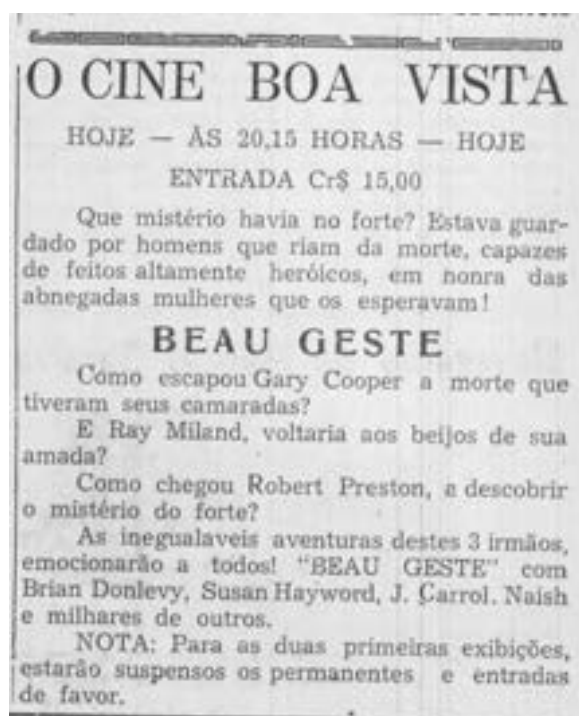 O CINE BOA VISTA
HOJE — ÀS 20,15 HORAS — HOJE
ENTRADA Cr$ 15,00
Que mistério havia no forte? Estava guar-
dado por homens que riam da morte, capazes
de feitos altamente heróicos, em nonra das
abnegadas mulheres que os esperavam!
BEAU GESTE
Como escapou Gary Cooper a morte que
tiveram seus camaradas?
E Ray Miland, voltaria aos beijos de sua
amada?
Como chegou Robert Preston, a descobrir
o mistério do forte?
As inegualaveis aventuras destes 3 irmãos,
emocionarão a todos! "BEAU GESTE" com
Brian Donlevy, Susan Hayword, J. Carrol. Naish
e milhares de outros.
NOTA: Para as duas primeiras exibições,
estarão suspensos os permanentes e entradas
de favor.